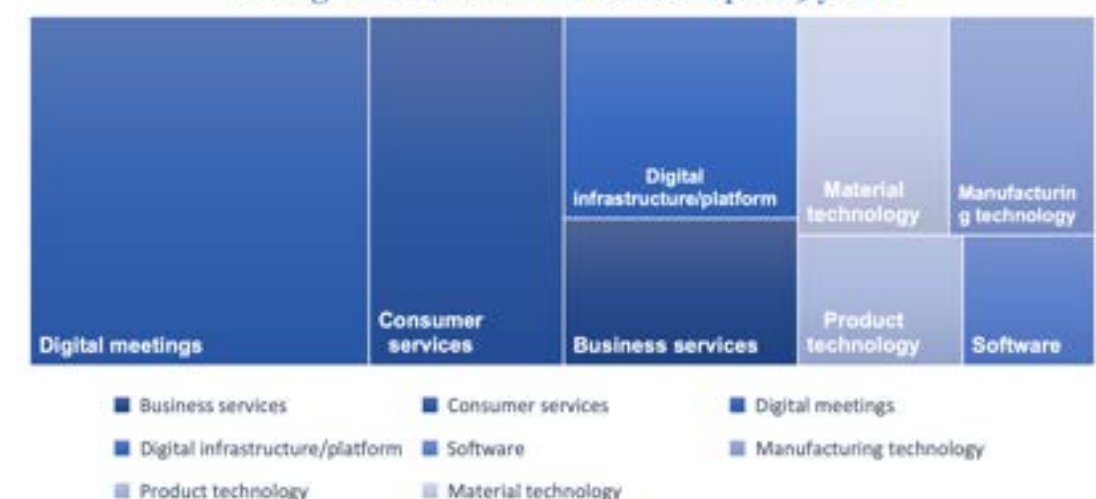 Digital
infrastructure/platform
Material
technology
Manufacturin
g technology
Consumer
services
Product
technology
Digital meetings
Business services
Software
Business services
Consumer services
Digital meetings
Digital infrastructure/platform
Software
Manufacturing technology
Product technology
Material technology